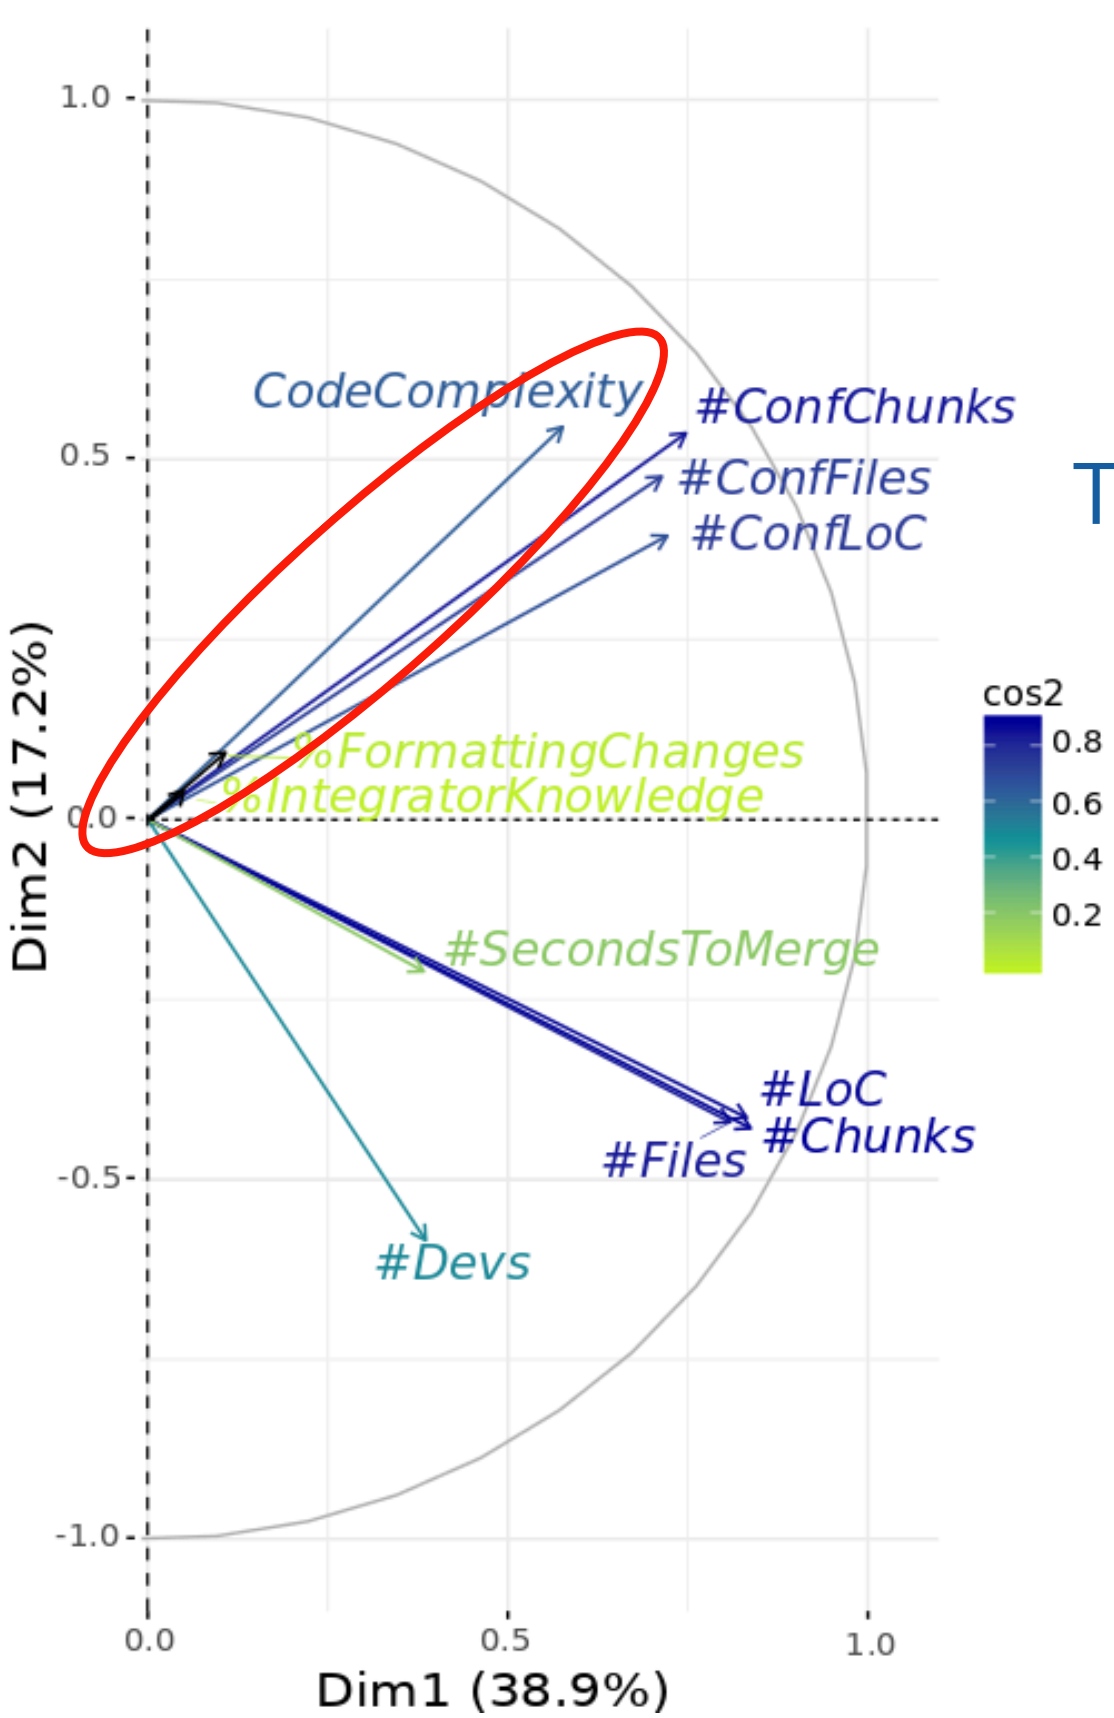 1.0
CodeComplexity
#ConfChunks
0.5
#ConfFiles
#ConfLoC
T
cos2
0.8
0.6
0.4
0.2
%FormattingChanges
%IntegratorKnowledge
0.0
Dim2 (17.2%)
#SecondsToMerge
#LoC
#Chunks
#Files
-0.5
#Devs
-1.0
0.0
0.5
1.0
Dim1 (38.9%)